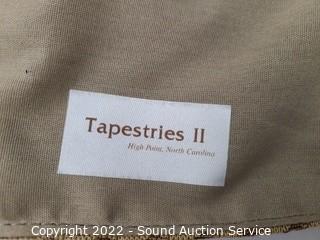 Tapestries II
High Point, North Carolina
Copyright 2022 - Sound Auction Service